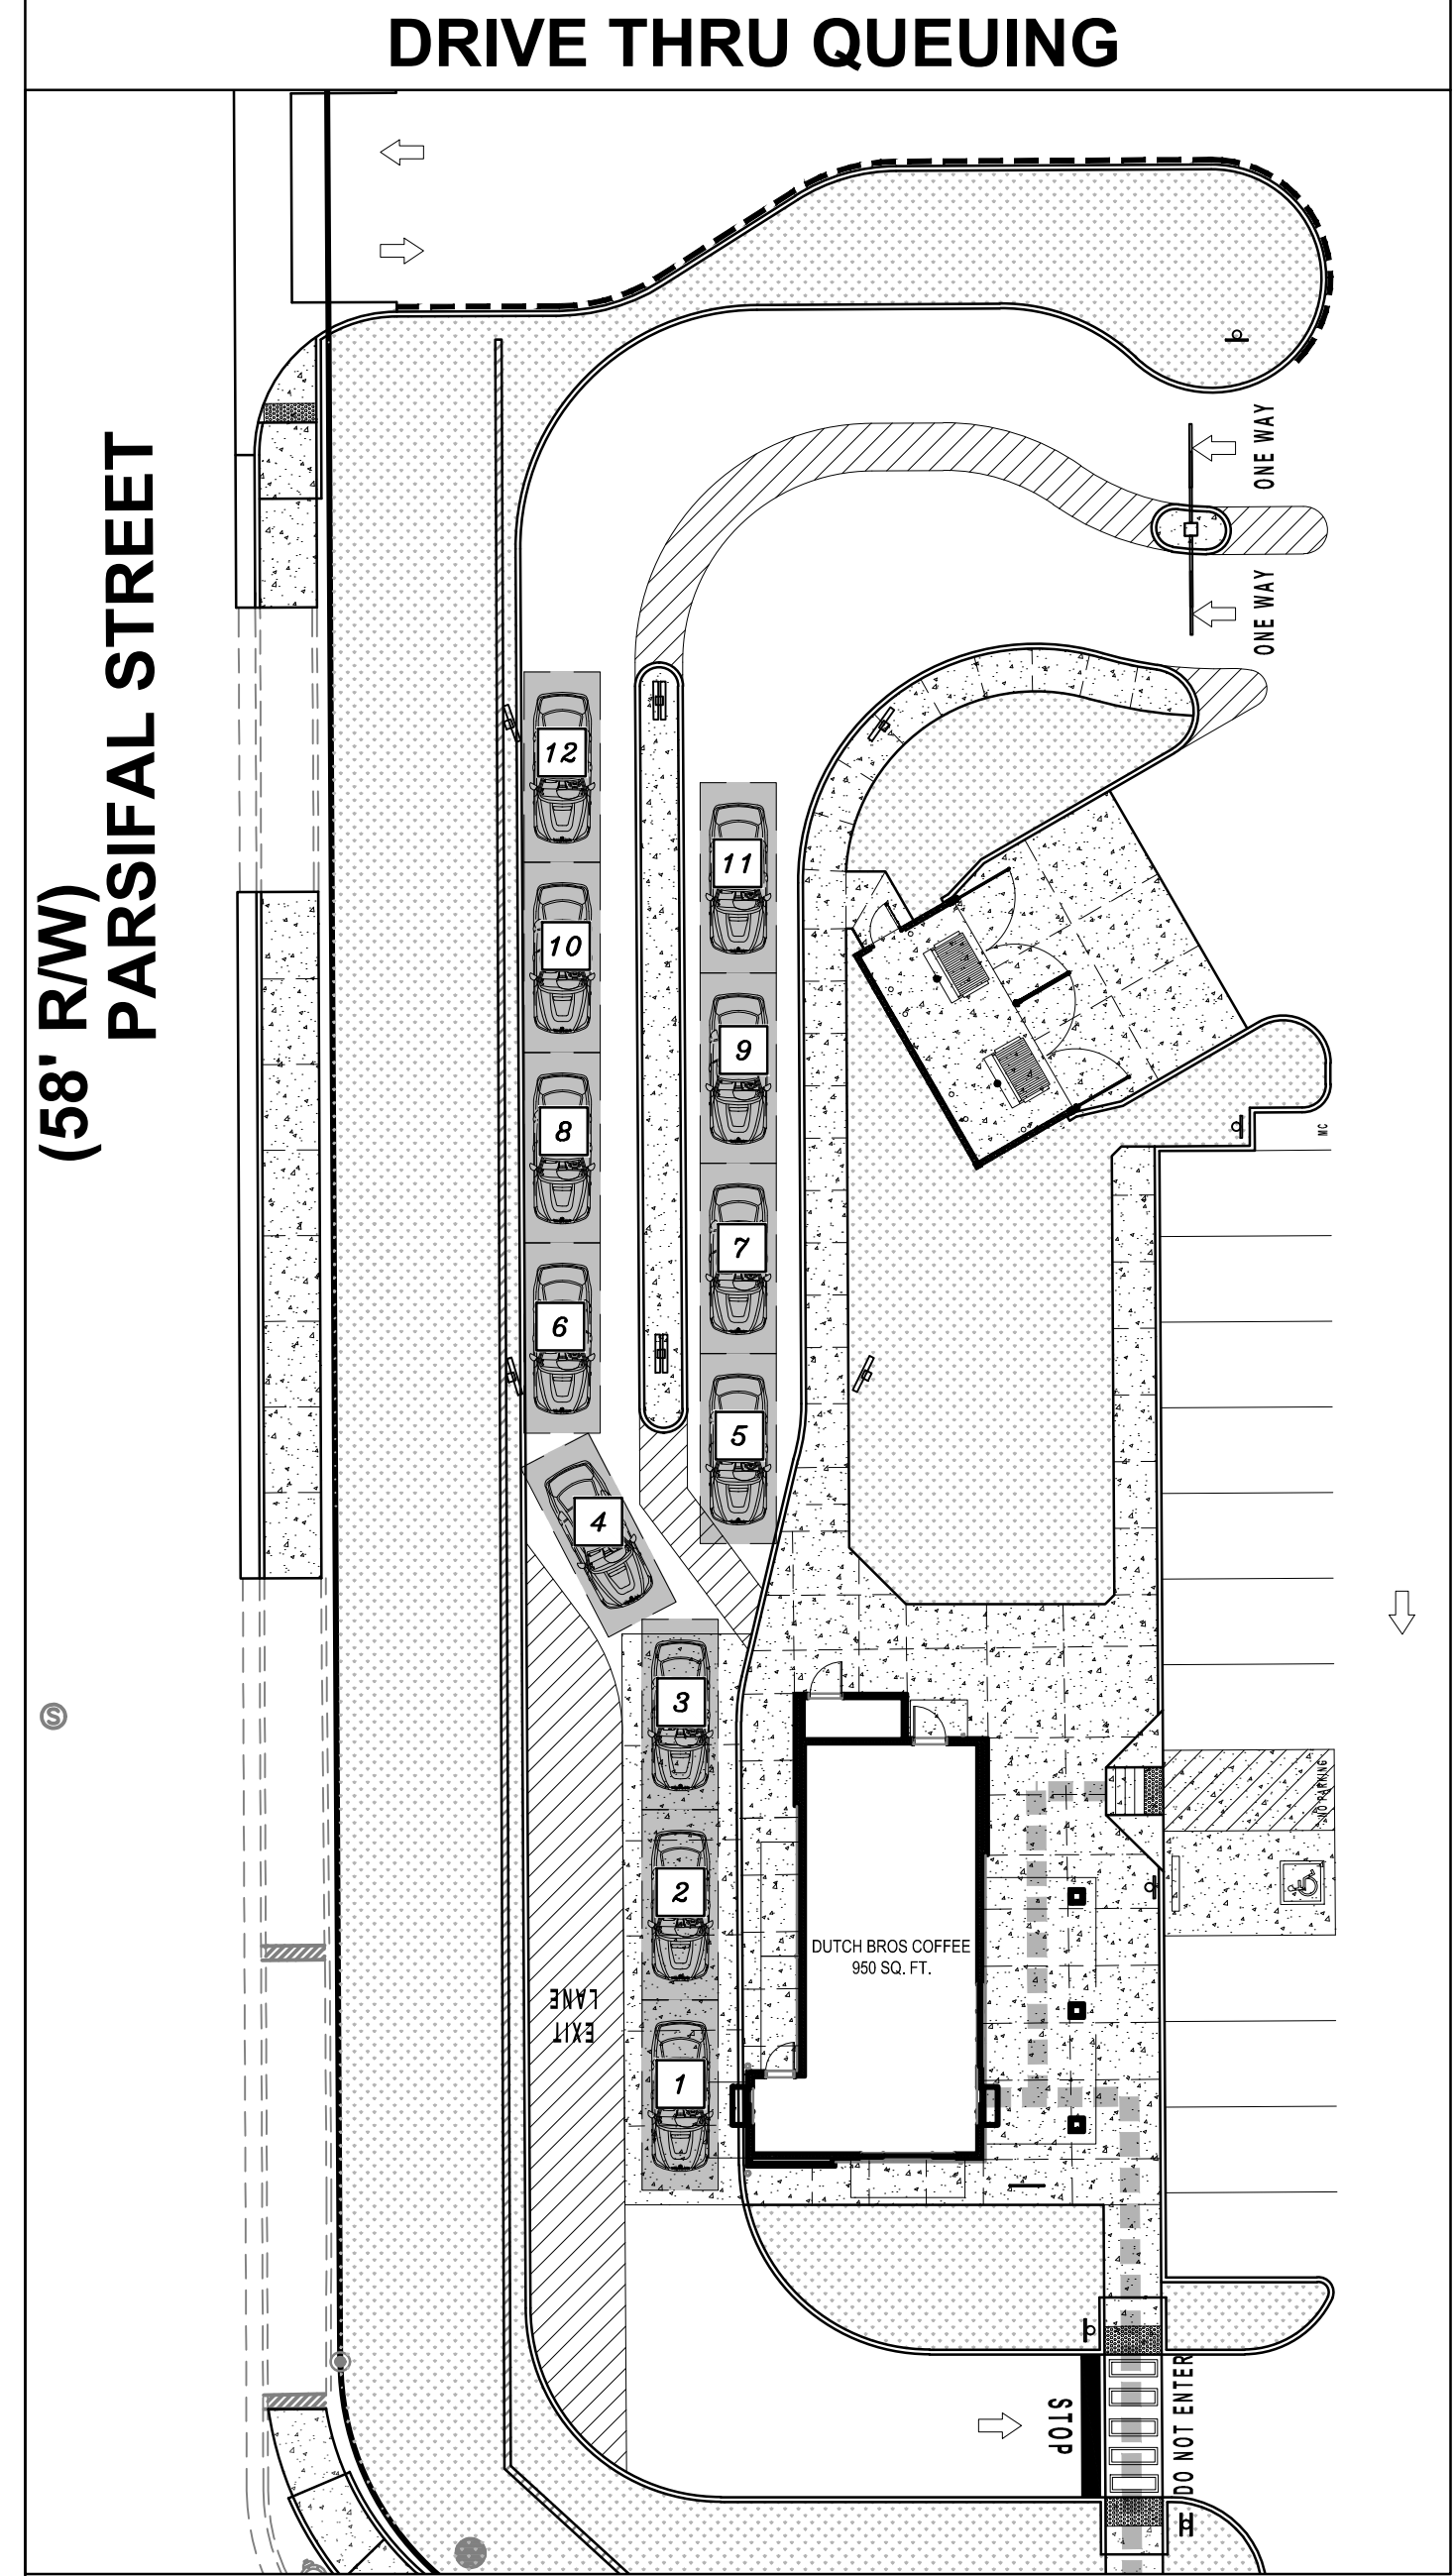 DRIVE THRU QUEUING
(58' R/W)
PARSIFAL STREET
ONE WAY
ONE WAY
12
11
10
9
MC
8
7
6
5
4
3
S
NO PARKING
2
DUTCH BROS COFFEE
950 SQ. FT.
EXIT
LANE
1
STOP
DO NOT ENTER